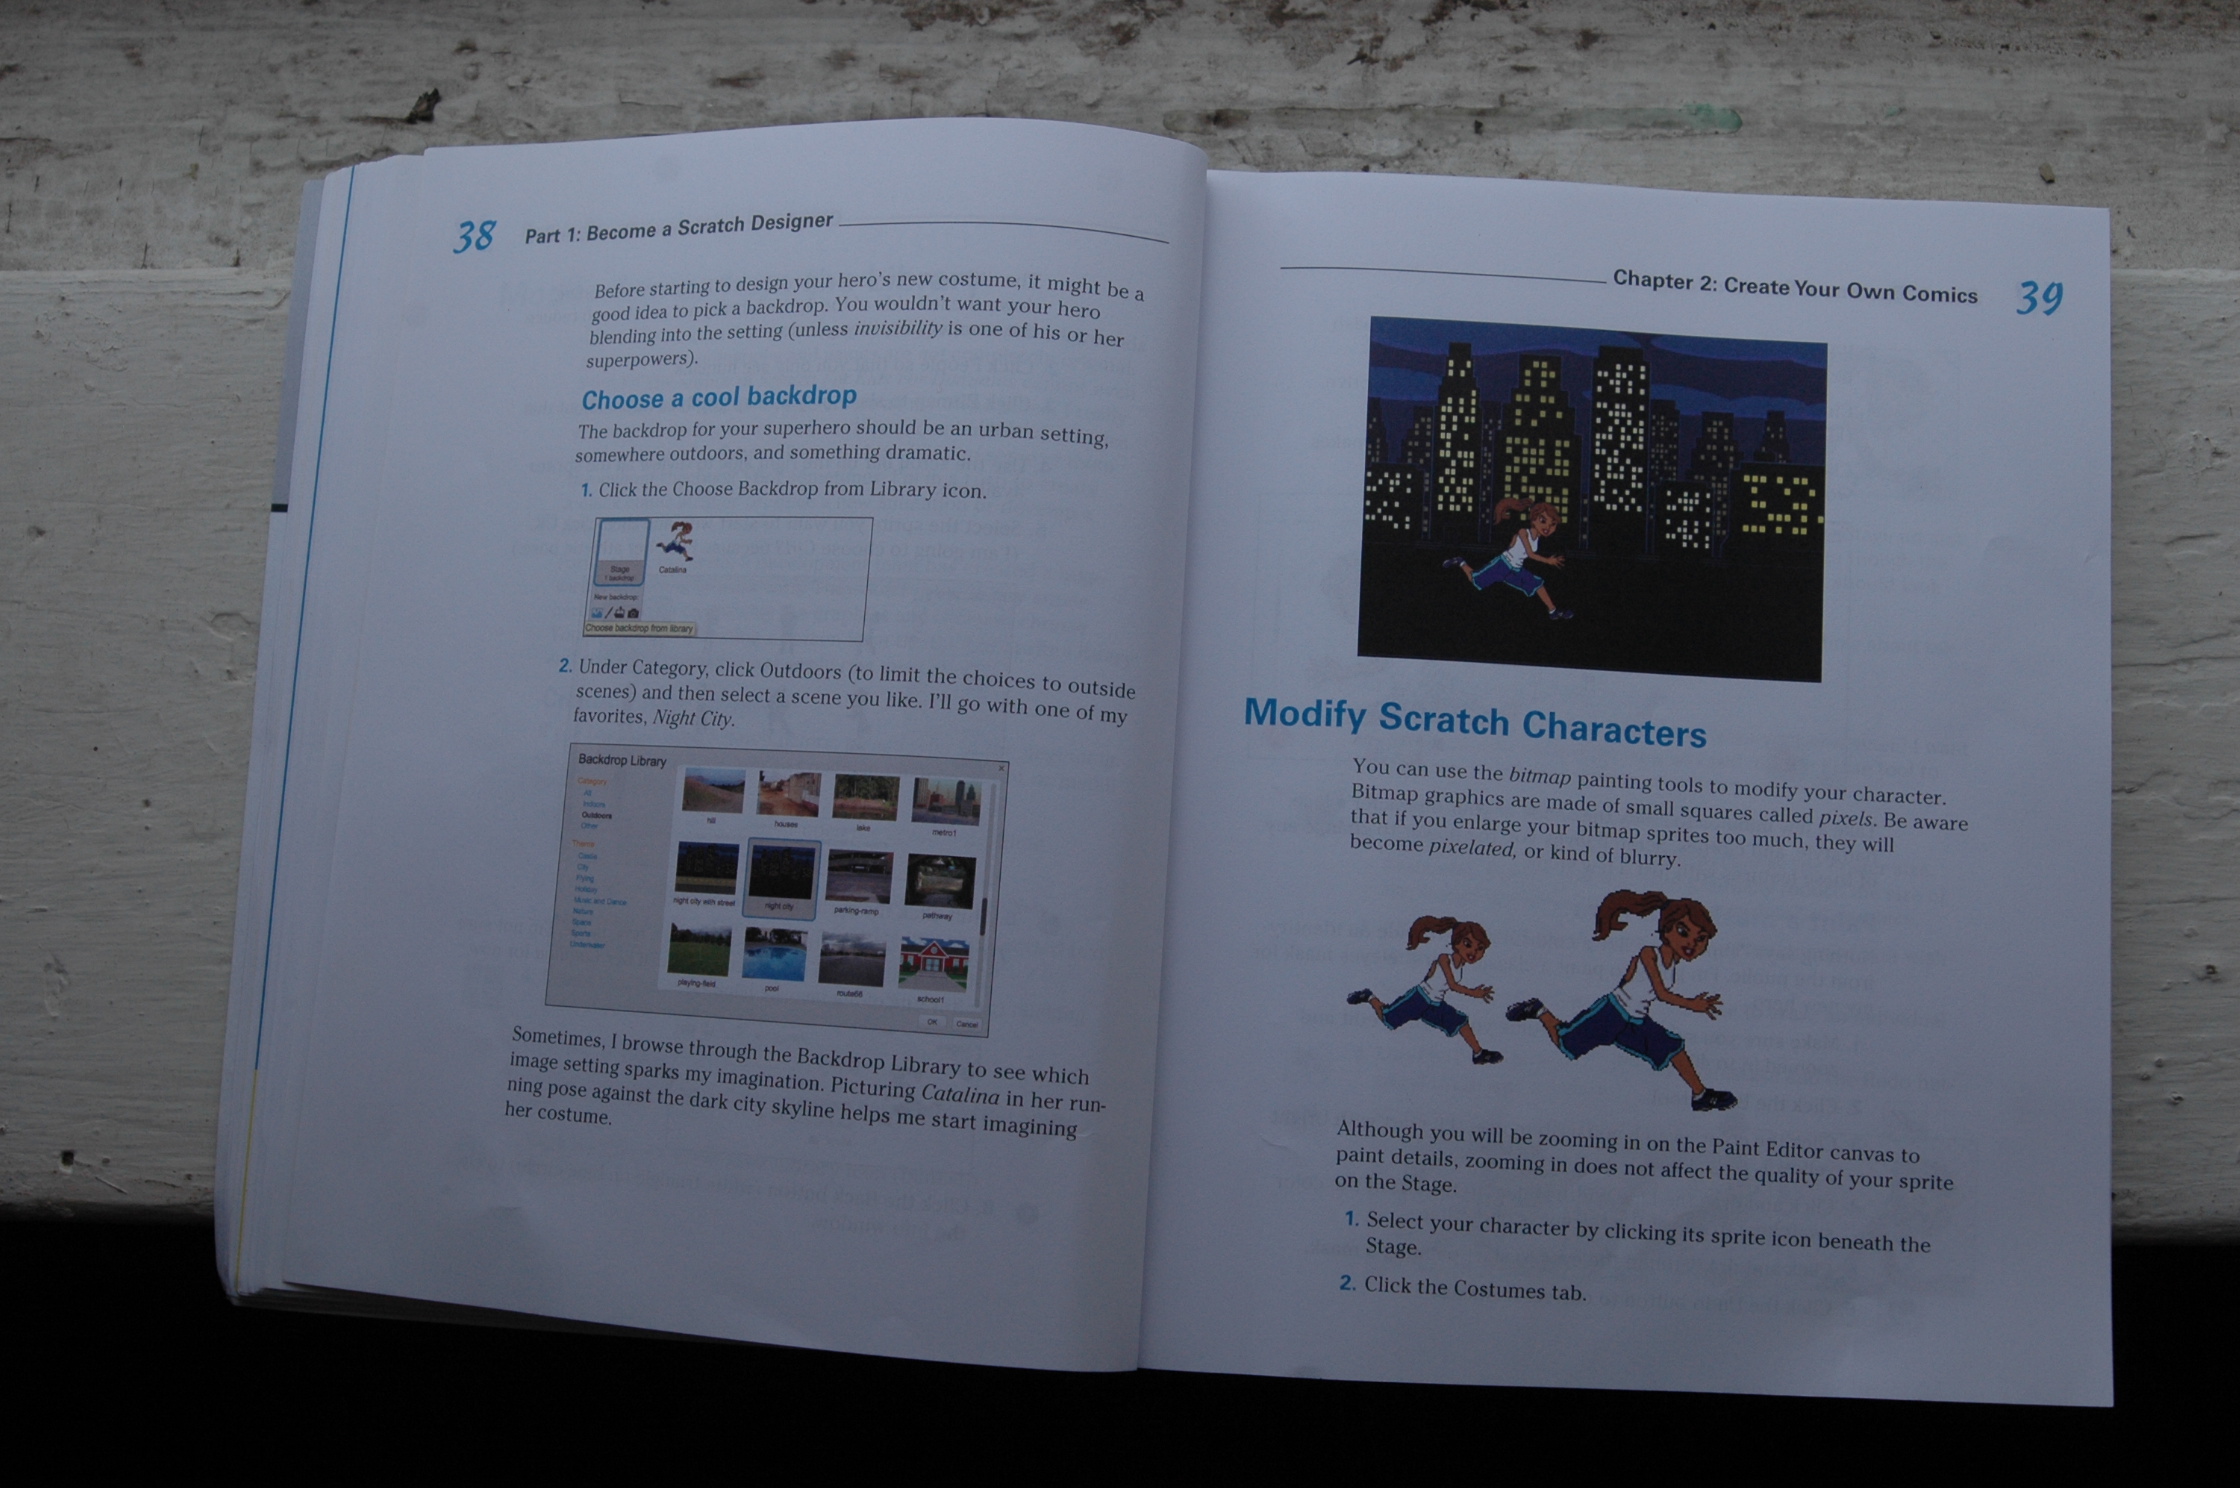 38
Part 1: Become a Scratch Designer
Before starting to design your hero's new costume, it might be a
good idea to pick a backdrop. You wouldn't want your hero
blending into the setting (unless invisibility is one of his or her
superpowers).
Choose a cool backdrop
The backdrop for your superhero should be an urban setting,
somewhere outdoors, and something dramatic.
1. Click the Choose Backdrop from Library icon.
Stage
1 backdrop
Catalina
New backdrop:
Choose backdrop from library
2. Under Category, click Outdoors (to limit the choices to outside
scenes) and then select a scene you like. I'll go with one of my
favorites, Night City.
Backdrop Library
Category
All
Indoors
Outdoors
Other
Theme
Castle
City
Flying
Holiday
Music and Dance
Nature
Space
Sports
Underwater
hill
houses
lake
metro1
night city with street
night city
parking-ramp
pathway
playing-field
pool
route66
school1
OK
Cancel
Sometimes, I browse through the Backdrop Library to see which
image setting sparks my imagination. Picturing Catalina in her run-
ning pose against the dark city skyline helps me start imagining
her costume.
Chapter 2: Create Your Own Comics
39
Modify Scratch Characters
You can use the bitmap painting tools to modify your character.
Bitmap graphics are made of small squares called pixels. Be aware
that if you enlarge your bitmap sprites too much, they will
become pixelated, or kind of blurry.
Although you will be zooming in on the Paint Editor canvas to
paint details, zooming in does not affect the quality of your sprite
on the Stage.
1. Select your character by clicking its sprite icon beneath the
Stage.
2. Click the Costumes tab.